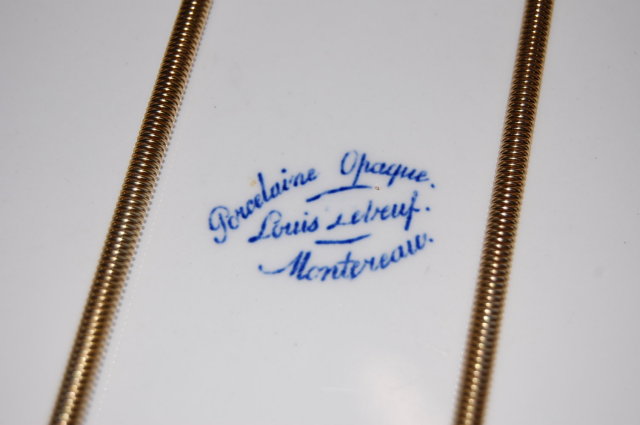 Porcelaine Opaque.
Louis Lebeuf.
Montereau.